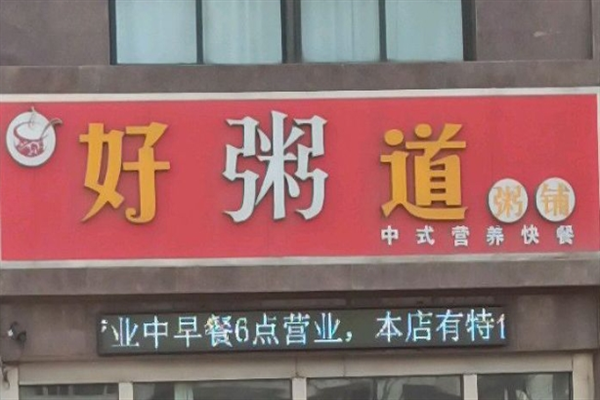 好粥道
粥铺
中式营养快餐
业中早餐6点营业，本店有特